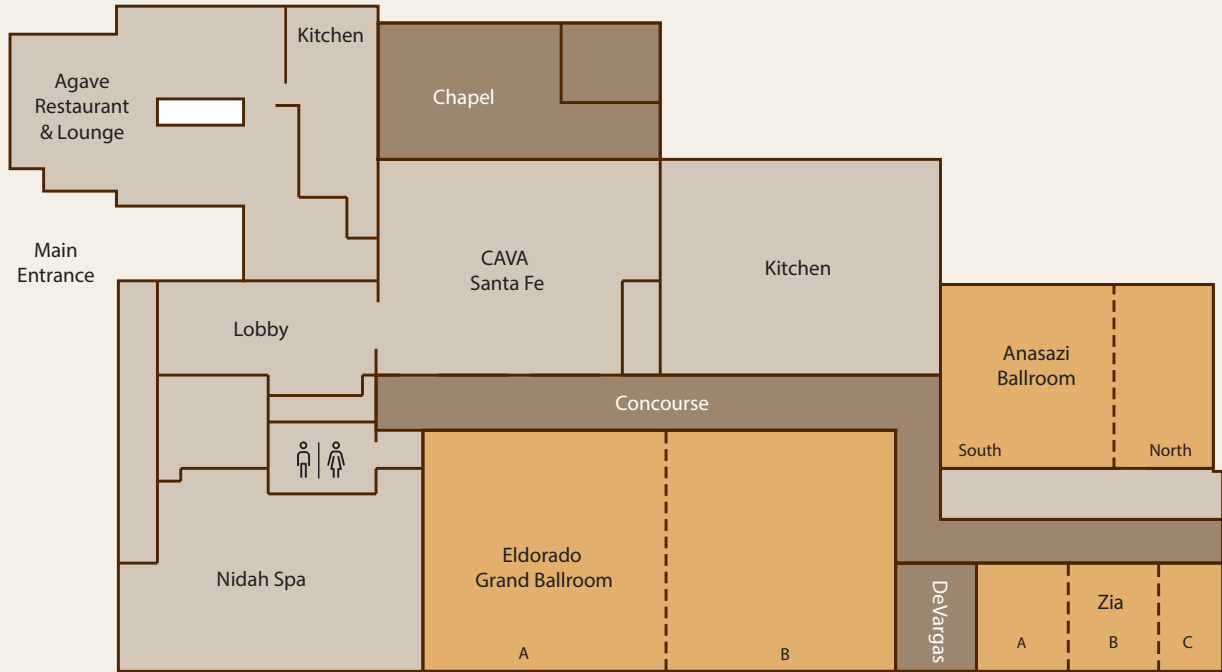 Kitchen
Agave
Restaurant
& Lounge
Chapel
Main
Entrance
CAVA
Santa Fe
Kitchen
Lobby
Anasazi
Ballroom
Concourse
South
North
Eldorado
Grand Ballroom
Nidah Spa
DeVargas
Zia
A
B
A
B
C